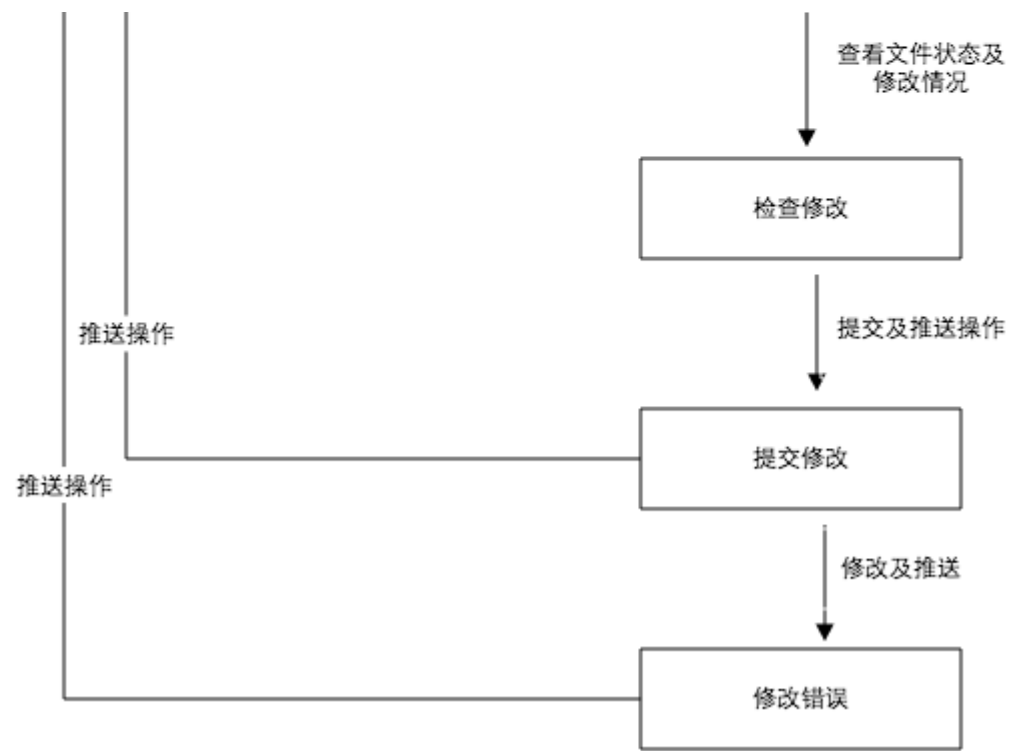 查看文件状态及
修改情况
检查修改
推送操作
提交及推送操作
提交修改
推送操作
修改及推送
修改错误